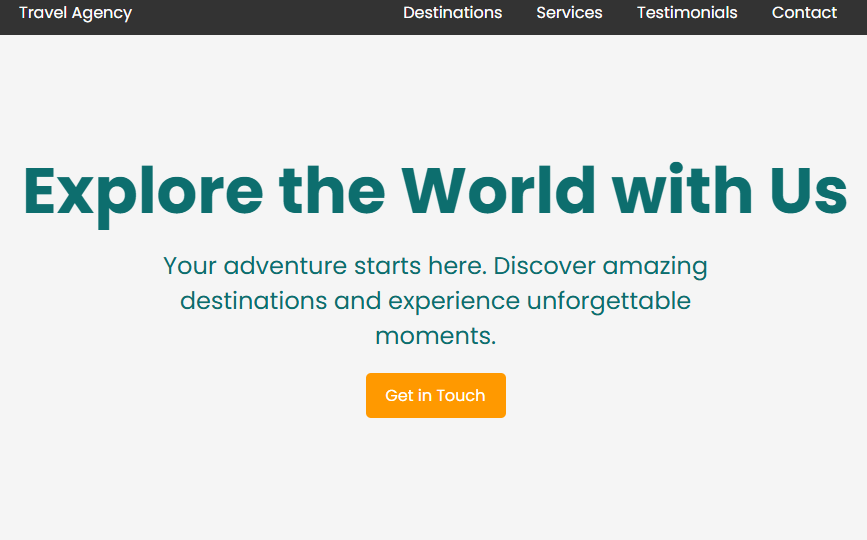 Travel Agency
Destinations Services Testimonials Contact
Explore the World with Us
Your adventure starts here. Discover amazing
destinations and experience unforgettable
moments.
Get in Touch